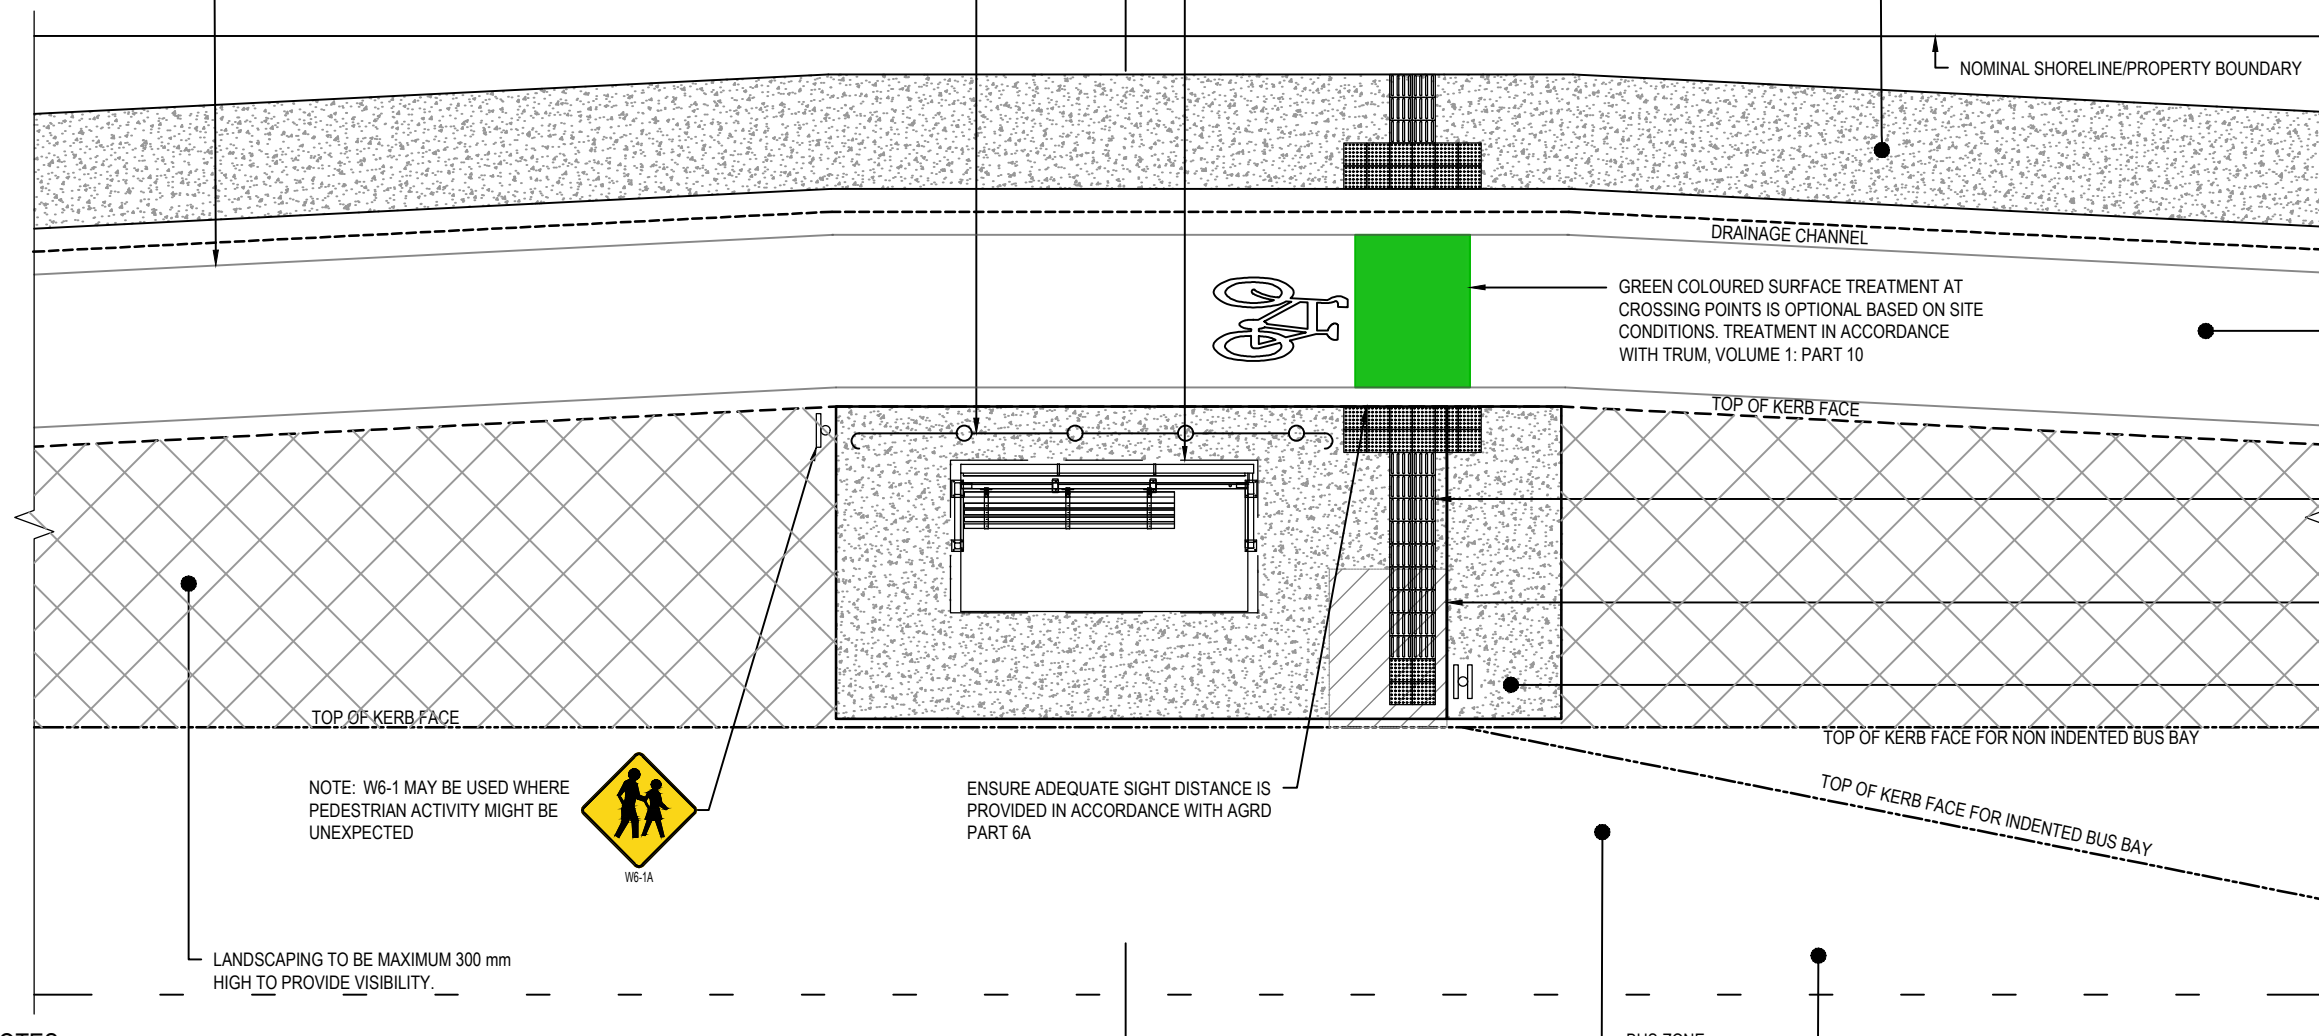 NOMINAL SHORELINE/PROPERTY BOUNDARY
DRAINAGE CHANNEL
GREEN COLOURED SURFACE TREATMENT AT
CROSSING POINTS IS OPTIONAL BASED ON SITE
CONDITIONS. TREATMENT IN ACCORDANCE
WITH TRUM, VOLUME 1: PART 10
TOP OF KERB FACE
TOP OF KERB FACE
TOP OF KERB FACE FOR NON INDENTED BUS BAY
TOP OF KERB FACE FOR INDENTED BUS BAY
NOTE: W6-1 MAY BE USED WHERE
PEDESTRIAN ACTIVITY MIGHT BE
UNEXPECTED
W6-1A
ENSURE ADEQUATE SIGHT DISTANCE IS
PROVIDED IN ACCORDANCE WITH AGRD
PART 6A
LANDSCAPING TO BE MAXIMUM 300 mm
HIGH TO PROVIDE VISIBILITY.
BUS ZONE